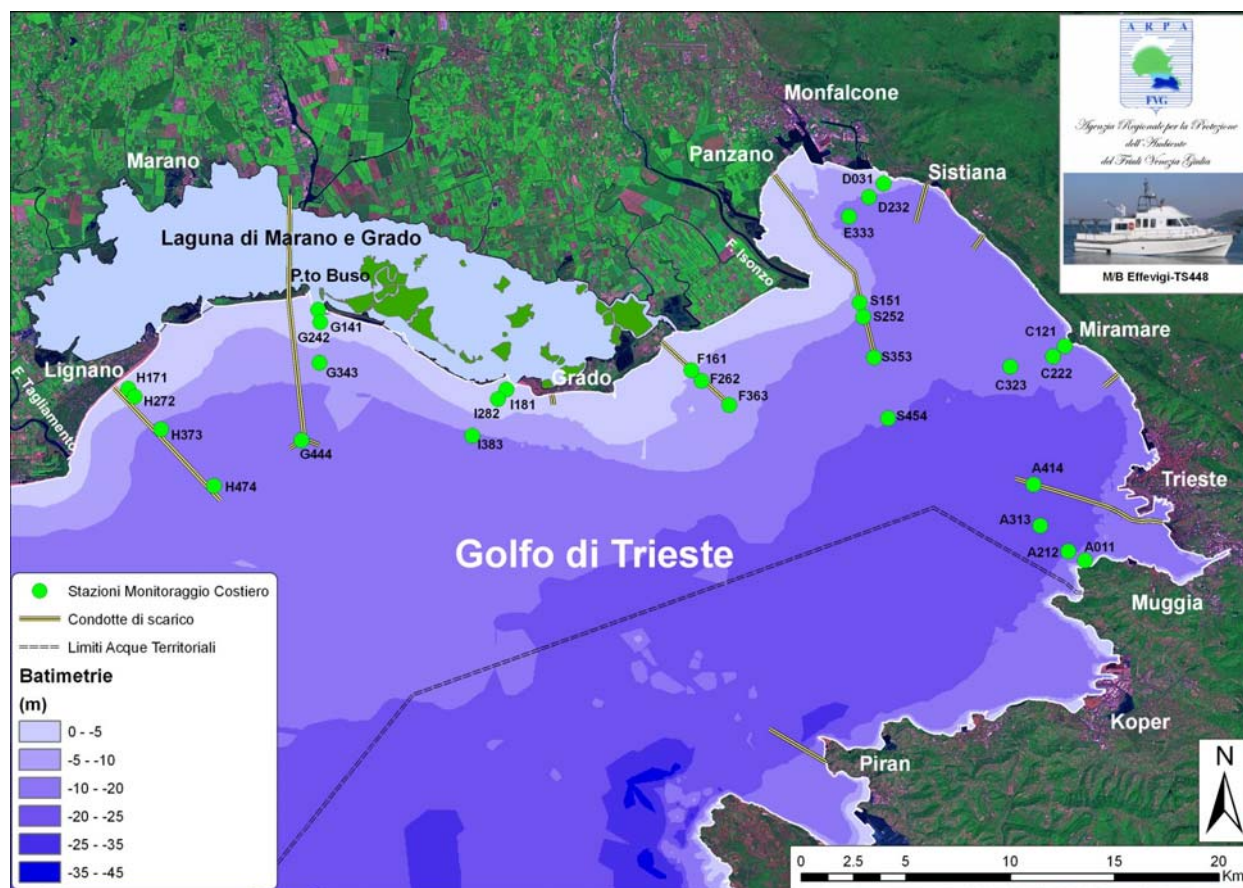 A R P A
FVG
Agenzia Regionale per la Protezione
dell'Ambiente
del Friuli Venezia Giulia
M/B Effevigi-TS448
Monfalcone
Panzano
Sistiana
Marano
D031
D232
E333
Laguna di Marano e Grado
F. Isonzo
P.to Buso
S151
S252
S353
G141
G242
G343
Miramare
C121
C222
C323
Lignano
F. Tagliamento
H171
H272
H373
H474
G444
Grado
I181
I282
I383
F161
F262
F363
S454
A414
A313
A212
A011
Trieste
Golfo di Trieste
Muggia
Koper
Piran
Stazioni Monitoraggio Costiero
Condotte di scarico
Limiti Acque Territoriali
Batimetrie
(m)
0 - -5
-5 - -10
-10 - -20
-20 - -25
-25 - -35
-35 - -45
N
0 2.5 5 10 15 20
Km